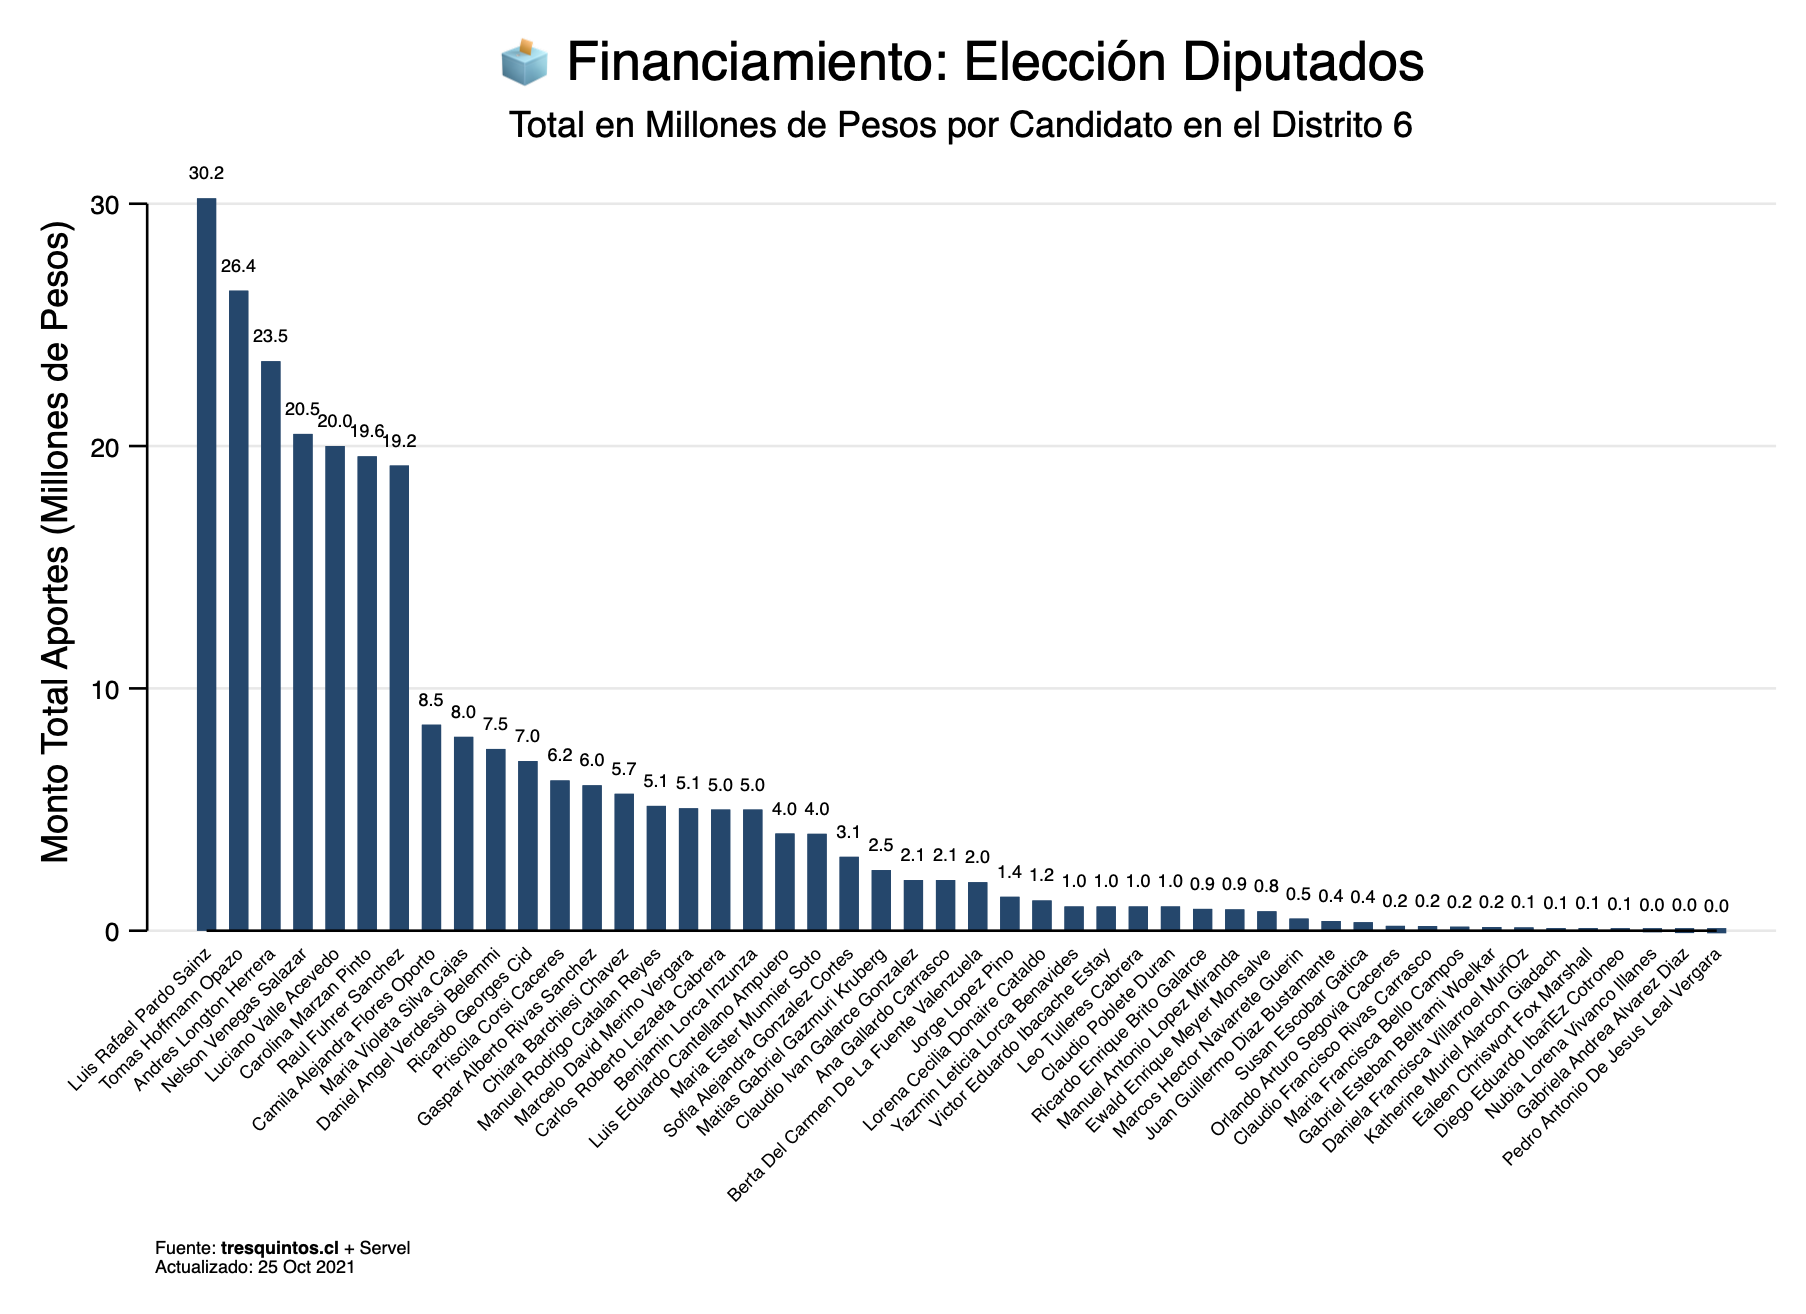 Financiamiento: Elección Diputados
Total en Millones de Pesos por Candidato en el Distrito 6
Monto Total Aportes (Millones de Pesos)
30
20
10
0
30.2
26.4
23.5
20.5
20.0
19.6
19.2
8.5
8.0
7.5
7.0
6.2
6.0
5.7
5.1
5.1
5.0
5.0
4.0
4.0
3.1
2.5
2.1
2.1
2.0
1.4
1.2
1.0
1.0
1.0
1.0
0.9
0.9
0.8
0.5
0.4
0.4
0.2
0.2
0.2
0.2
0.1
0.1
0.1
0.1
0.0
0.0
0.0
Luis Rafael Pardo Sainz
Tomas Hoffmann Opazo
Andres Longton Herrera
Nelson Venegas Salazar
Luciano Valle Acevedo
Carolina Marzan Pinto
Raul Fuhrer Sanchez
Camila Alejandra Flores Oporto
Maria Violeta Silva Cajas
Daniel Angel Verdessi Belemmi
Ricardo Georges Cid
Priscila Corsi Caceres
Gaspar Alberto Rivas Sanchez
Chiara Barchiesi Chavez
Manuel Rodrigo Catalan Reyes
Marcelo David Merino Vergara
Carlos Roberto Lezaeta Cabrera
Benjamin Lorca Inzunza
Luis Eduardo Cantellano Ampuero
Maria Ester Munnier Soto
Sofia Alejandra Gonzalez Cortes
Matias Gabriel Gazmuri Kruberg
Claudio Ivan Galarce Gonzalez
Ana Gallardo Carrasco
Berta Del Carmen De La Fuente Valenzuela
Jorge Lopez Pino
Lorena Cecilia Donaire Cataldo
Yazmin Leticia Lorca Benavides
Victor Eduardo Ibacache Estay
Leo Tulleres Cabrera
Claudio Poblete Duran
Ricardo Enrique Brito Galarce
Manuel Antonio Lopez Miranda
Ewald Enrique Meyer Monsalve
Marcos Hector Navarrete Guerin
Juan Guillermo Diaz Bustamante
Susan Escobar Gatica
Orlando Arturo Segovia Caceres
Claudio Francisco Rivas Carrasco
Maria Francisca Bello Campos
Gabriel Esteban Beltrami Woelkar
Daniela Francisca Villarroel MuñOz
Katherine Muriel Alarcon Giadach
Ealeen Chriswort Fox Marshall
Diego Eduardo IbañEz Cotroneo
Nubia Lorena Vivanco Illanes
Gabriela Andrea Alvarez Diaz
Pedro Antonio De Jesus Leal Vergara
Fuente: tresquintos.cl + Servel
Actualizado: 25 Oct 2021